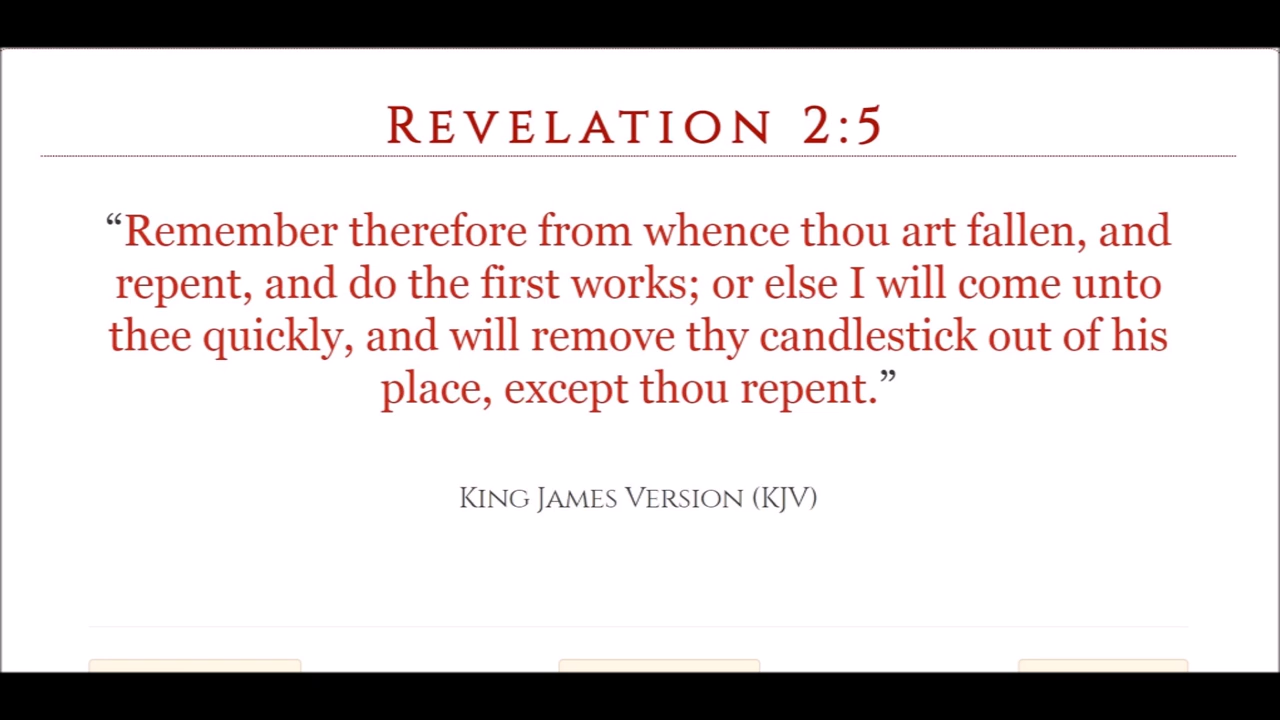 REVELATION 2:5
“Remember therefore from whence thou art fallen, and
repent, and do the first works; or else I will come unto
thee quickly, and will remove thy candlestick out of his
place, except thou repent.”
KING JAMES VERSION (KJV)